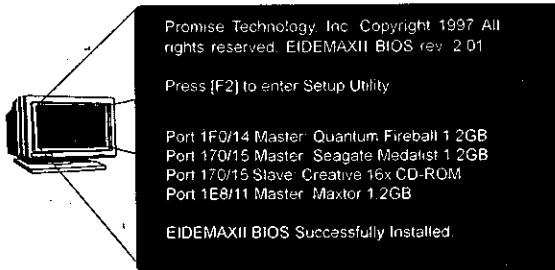 Promise Technology, Inc. Copyright 1997 All
rights reserved. EIDEMAXII BIOS rev. 2.01
Press [F2] to enter Setup Utility
Port 1F0/14 Master: Quantum Fireball 1.2GB
Port 170/15 Master: Seagate Medalist 1.2GB
Port 170/15 Slave: Creative 16x CD-ROM
Port 1E8/11 Master: Maxtor 1.2GB
EIDEMAXII BIOS Successfully Installed.